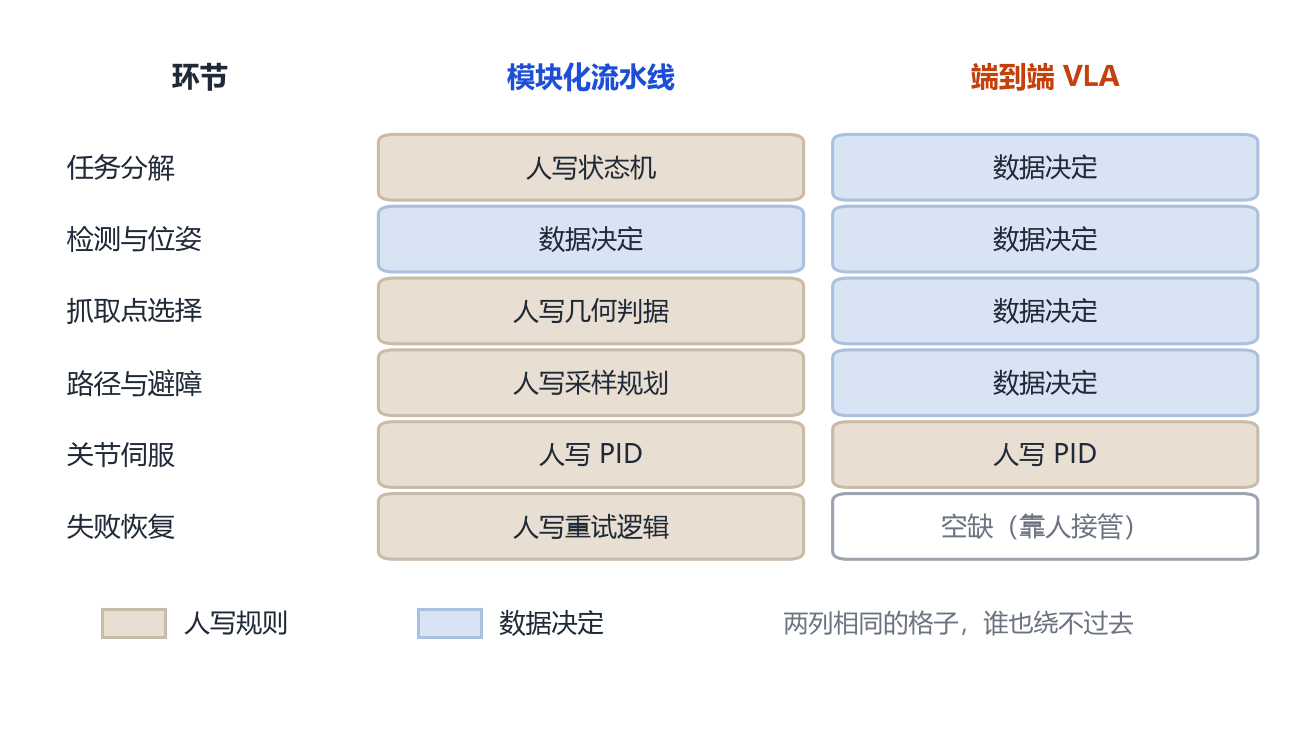 环节 模块化流水线 端到端 VLA
任务分解 人写状态机 数据决定
检测与位姿 数据决定 数据决定
抓取点选择 人写几何判据 数据决定
路径与避障 人写采样规划 数据决定
关节伺服 人写 PID 人写 PID
失败恢复 人写重试逻辑 空缺（靠人接管）
人写规则 数据决定 两列相同的格子，谁也绕不过去